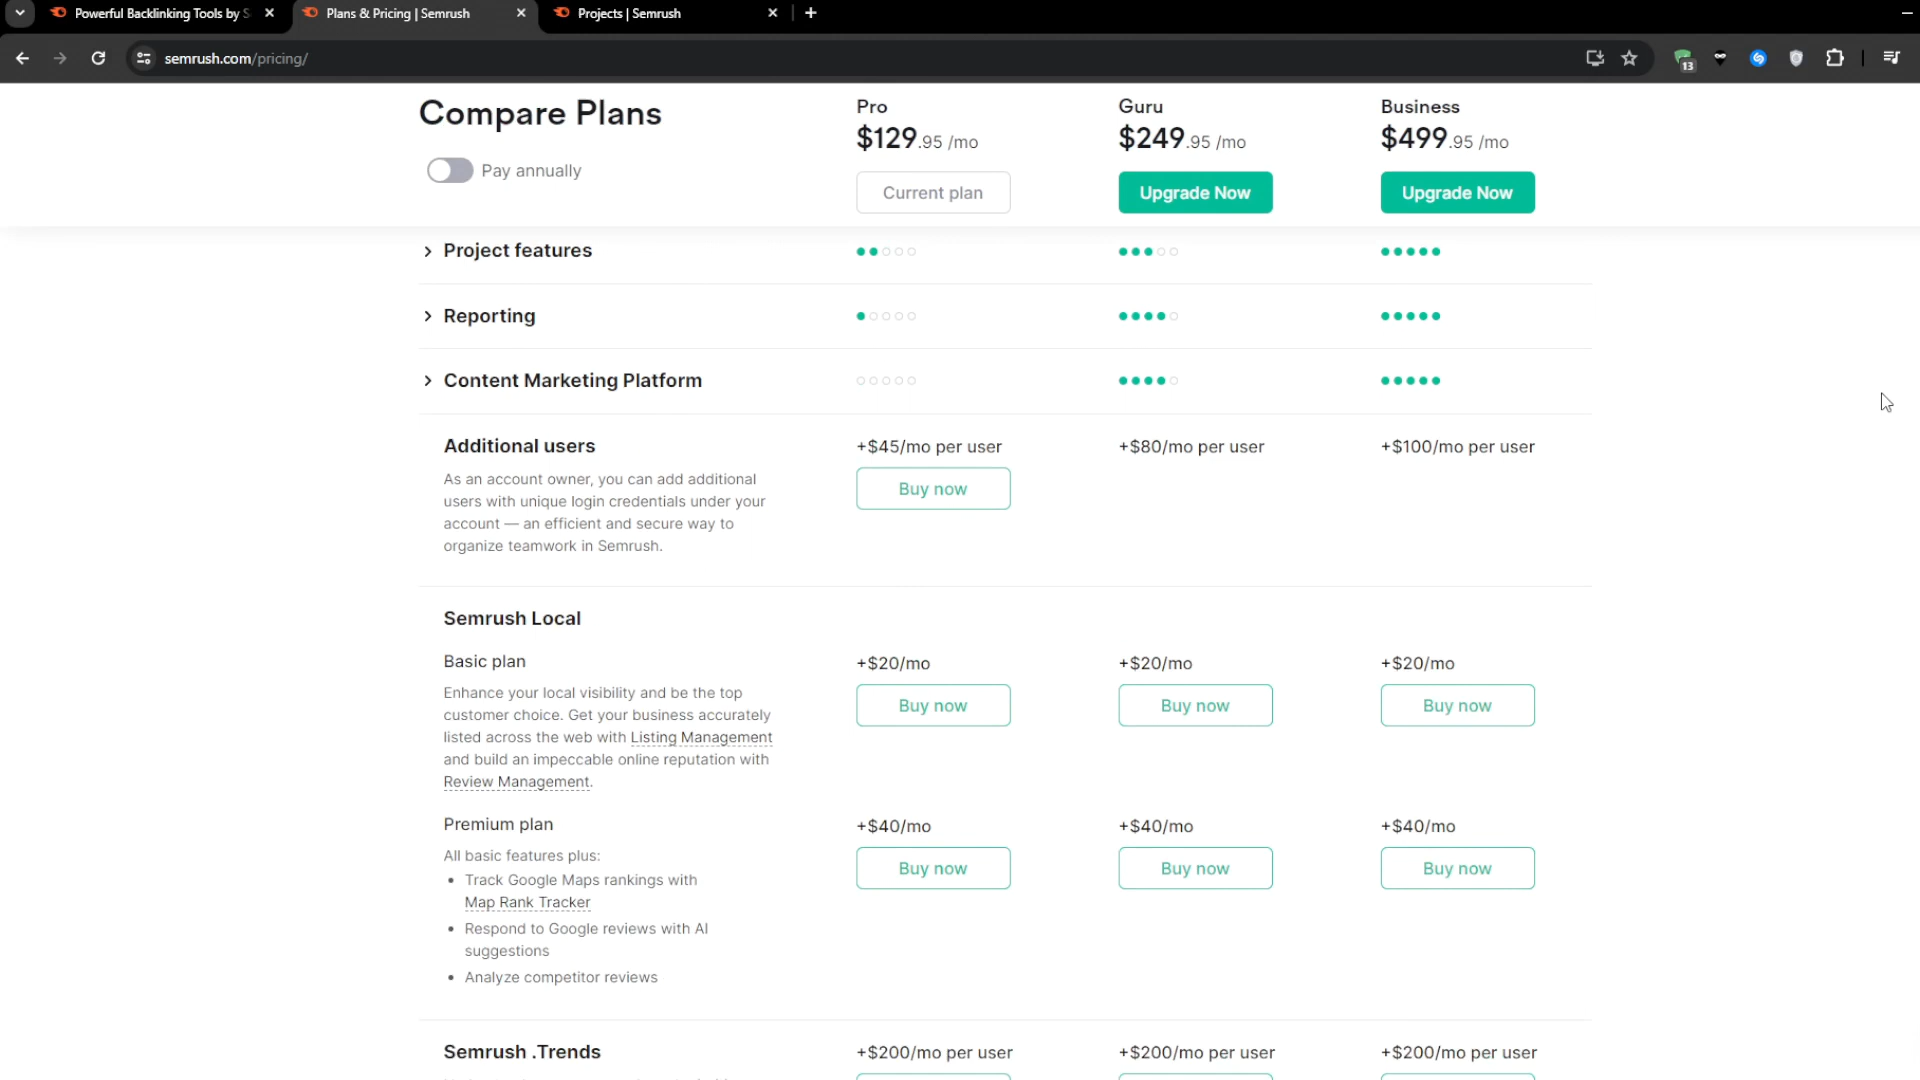 Powerful Backlinking Tools by S
Plans & Pricing | Semrush
Projects | Semrush
semrush.com/pricing/
13
Compare Plans
Pay annually
Pro
$129.95 /mo
Current plan
Guru
$249.95 /mo
Upgrade Now
Business
$499.95 /mo
Upgrade Now
Project features
Reporting
Content Marketing Platform
Additional users
As an account owner, you can add additional
users with unique login credentials under your
account — an efficient and secure way to
organize teamwork in Semrush.
+$45/mo per user
Buy now
+$80/mo per user
+$100/mo per user
Semrush Local
Basic plan
Enhance your local visibility and be the top
customer choice. Get your business accurately
listed across the web with Listing Management
and build an impeccable online reputation with
Review Management.
+$20/mo
Buy now
+$20/mo
Buy now
+$20/mo
Buy now
Premium plan
All basic features plus:
• Track Google Maps rankings with
Map Rank Tracker
• Respond to Google reviews with AI
suggestions
• Analyze competitor reviews
+$40/mo
Buy now
+$40/mo
Buy now
+$40/mo
Buy now
Semrush .Trends
+$200/mo per user
+$200/mo per user
+$200/mo per user